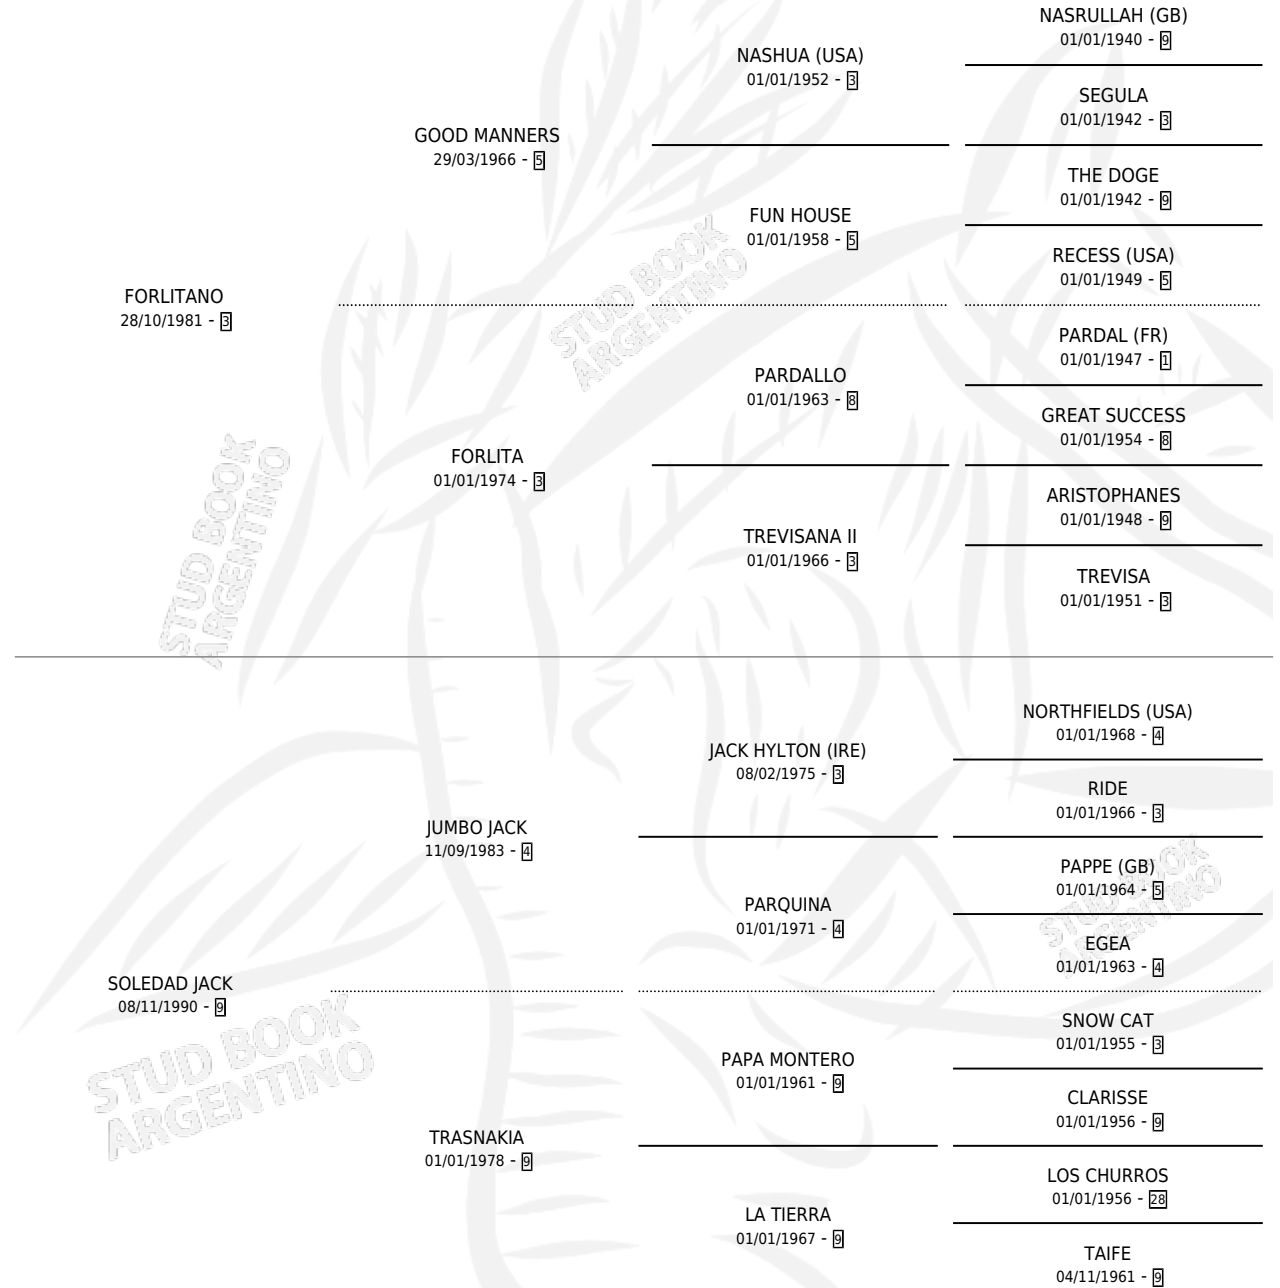 NASRULLAH (GB)
01/01/1940 - 9
NASHUA (USA)
01/01/1952 - 3
SEGULA
01/01/1942 - 3
GOOD MANNERS
29/03/1966 - 5
THE DOGE
01/01/1942 - 9
FUN HOUSE
01/01/1958 - 5
RECESS (USA)
01/01/1949 - 5
FORLITANO
28/10/1981 - 3
STUD BOOK
ARGENTINO
PARDAL (FR)
01/01/1947 - 1
PARDALLO
01/01/1963 - 8
GREAT SUCCESS
01/01/1954 - 8
FORLITA
01/01/1974 - 3
ARISTOPHANES
01/01/1948 - 9
TREVISANA II
01/01/1966 - 3
TREVISA
01/01/1951 - 3
STUD BOOK
ARGENTINO
NORTHFIELDS (USA)
01/01/1968 - 4
JACK HYLTON (IRE)
08/02/1975 - 3
RIDE
01/01/1966 - 3
JUMBO JACK
11/09/1983 - 4
PAPPE (GB)
01/01/1964 - 5
PARQUINA
01/01/1971 - 4
EGEA
01/01/1963 - 4
STUD BOOK
ARGENTINO
SOLEDAD JACK
08/11/1990 - 9
SNOW CAT
01/01/1955 - 3
PAPA MONTERO
01/01/1961 - 9
CLARISSE
01/01/1956 - 9
STUD BOOK
ARGENTINO
TRASNAKIA
01/01/1978 - 9
LOS CHURROS
01/01/1956 - 28
LA TIERRA
01/01/1967 - 9
TAIFE
04/11/1961 - 9